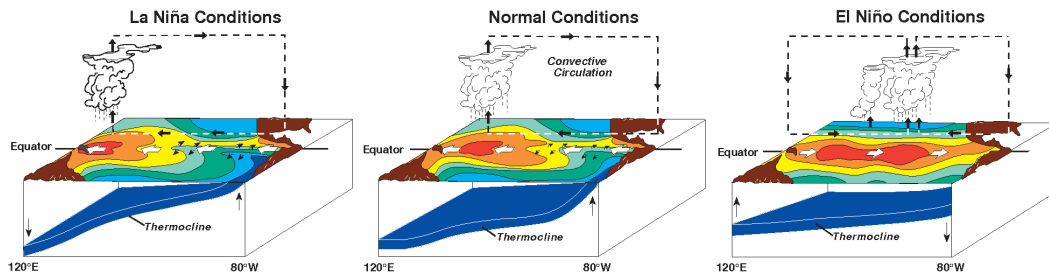 La Niña Conditions
Normal Conditions
El Niño Conditions
Convective
Circulation
Equator
Equator
Equator
Thermocline
Thermocline
Thermocline
120°E
80°W
120°E
80°W
120°E
80°W